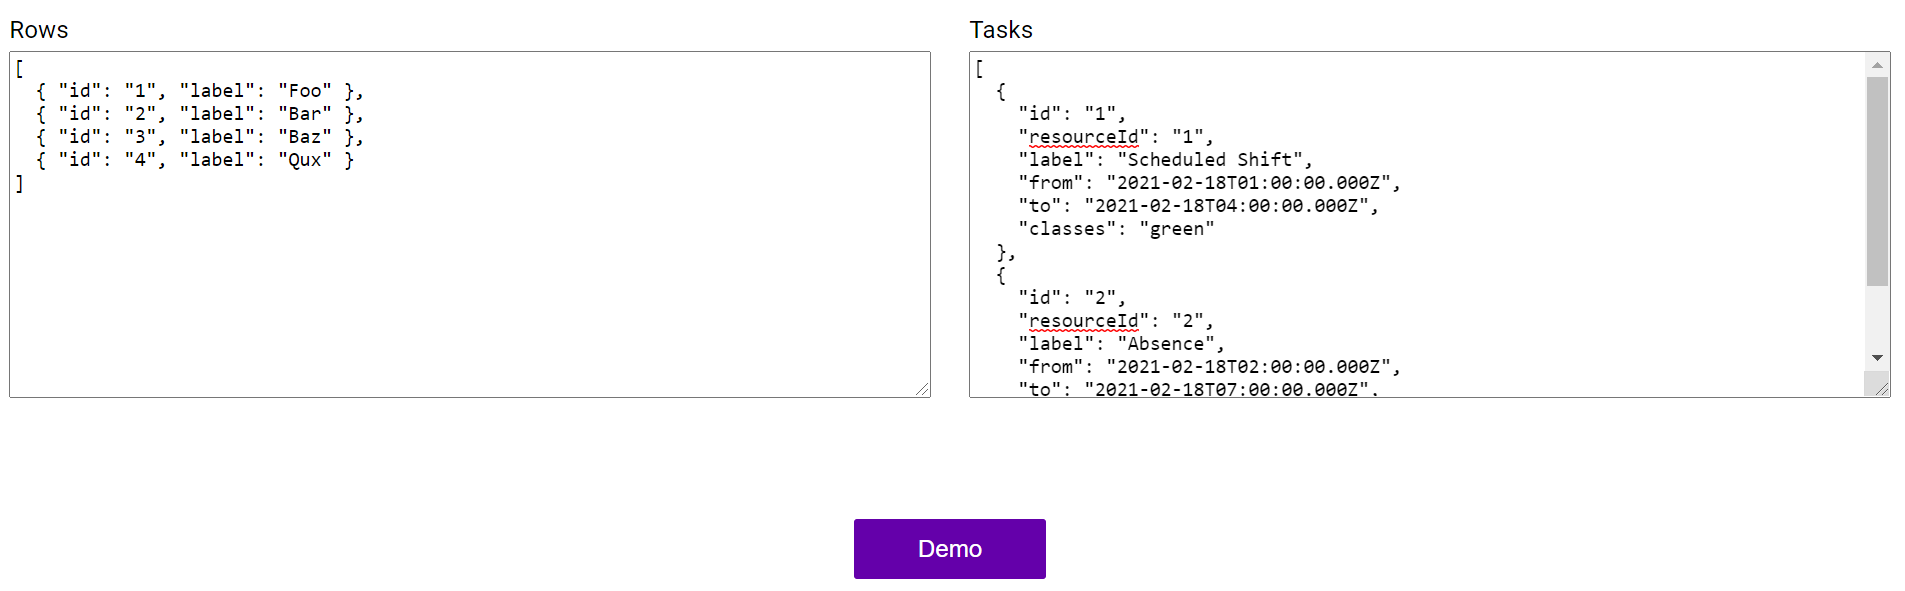 Rows
[
  { "id": "1", "label": "Foo" },
  { "id": "2", "label": "Bar" },
  { "id": "3", "label": "Baz" },
  { "id": "4", "label": "Qux" }
]
Tasks
[
  {
    "id": "1",
    "resourceId": "1",
    "label": "Scheduled Shift",
    "from": "2021-02-18T01:00:00.000Z",
    "to": "2021-02-18T04:00:00.000Z",
    "classes": "green"
  },
  {
    "id": "2",
    "resourceId": "2",
    "label": "Absence",
    "from": "2021-02-18T02:00:00.000Z",
    "to": "2021-02-18T07:00:00.000Z",
Demo